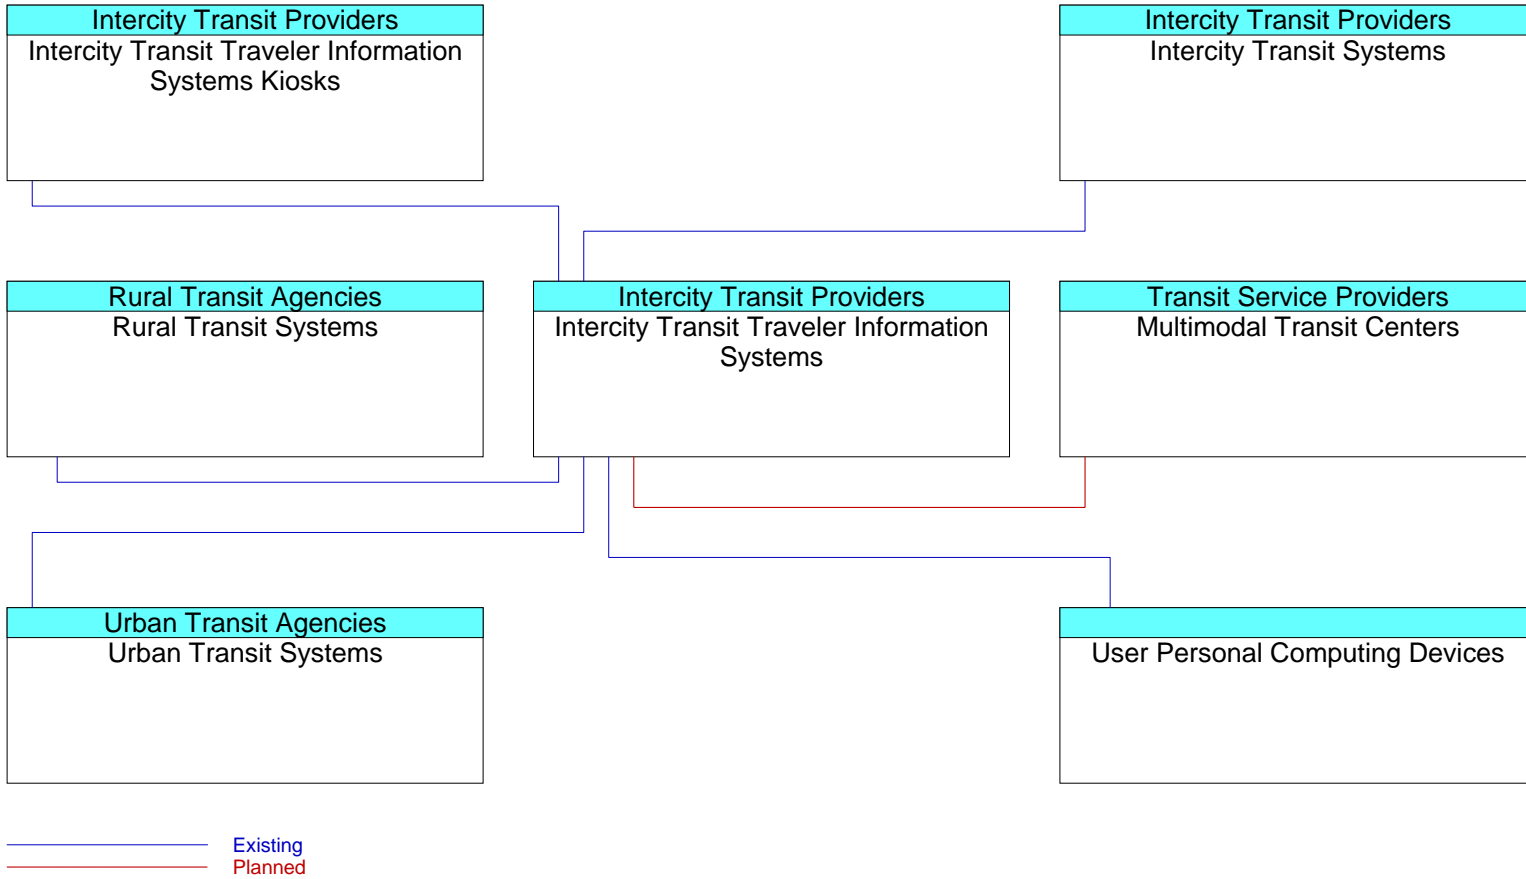 Intercity Transit Providers
Intercity Transit Traveler Information
Systems Kiosks
Intercity Transit Providers
Intercity Transit Systems
Rural Transit Agencies
Rural Transit Systems
Intercity Transit Providers
Intercity Transit Traveler Information
Systems
Transit Service Providers
Multimodal Transit Centers
Urban Transit Agencies
Urban Transit Systems
User Personal Computing Devices
Existing
Planned